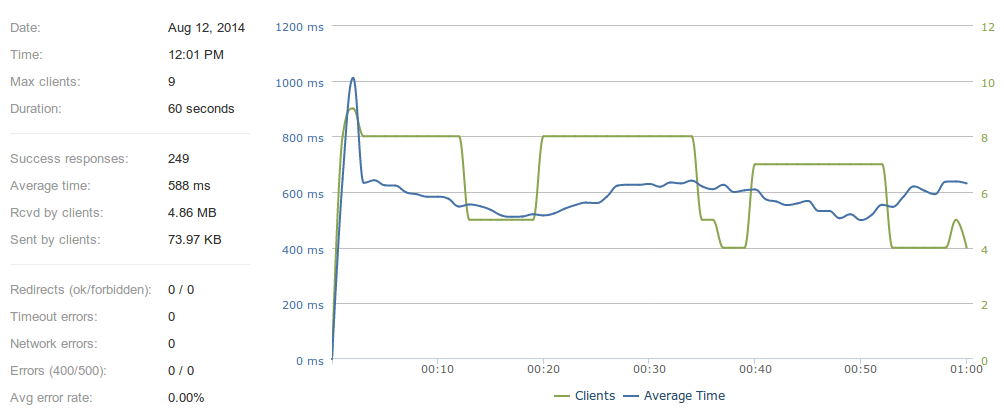 Date: Aug 12, 2014
Time: 12:01 PM
Max clients: 9
Duration: 60 seconds
Success responses: 249
Average time: 588 ms
Rcvd by clients: 4.86 MB
Sent by clients: 73.97 KB
Redirects (ok/forbidden): 0 / 0
Timeout errors: 0
Network errors: 0
Errors (400/500): 0 / 0
Avg error rate: 0.00%
1200 ms 12
1000 ms 10
800 ms 8
600 ms 6
400 ms 4
200 ms 2
0 ms 0
00:10 00:20 00:30 00:40 00:50 01:00
Clients Average Time